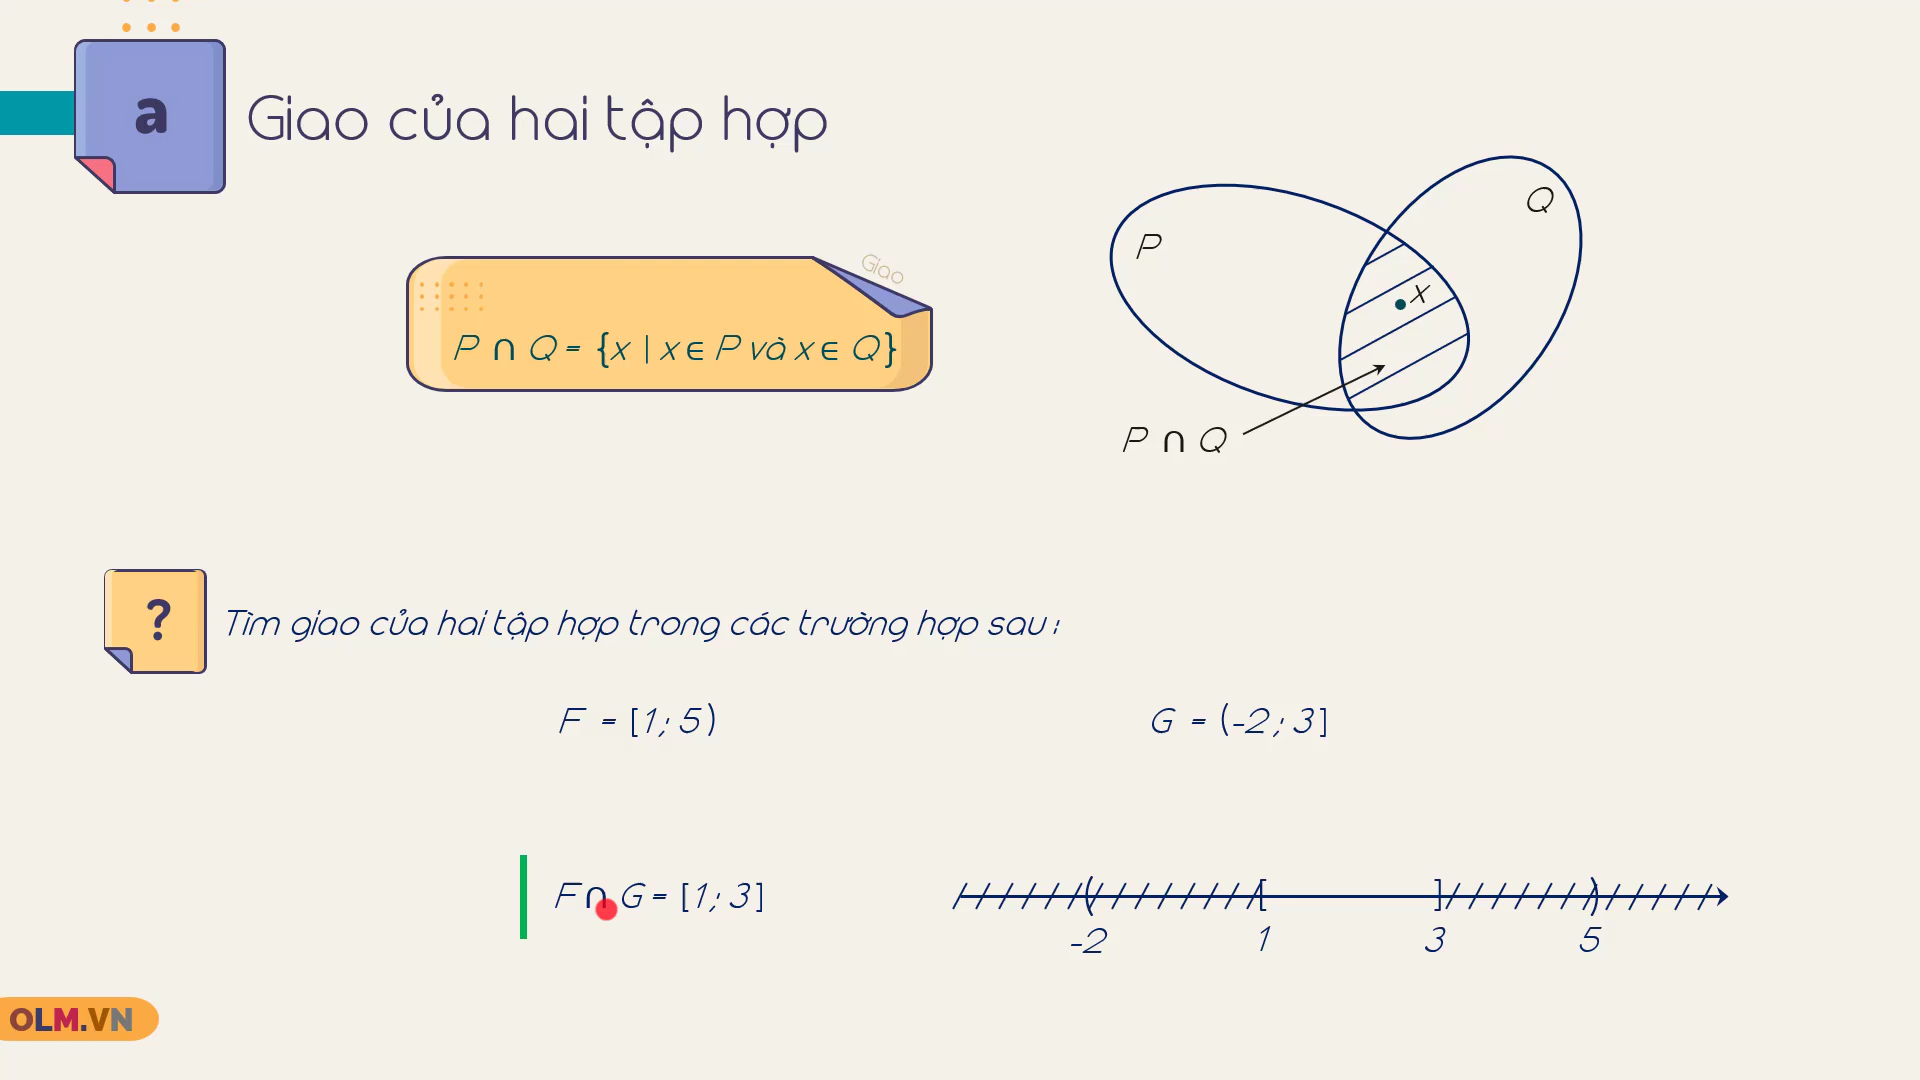 a
Giao của hai tập hợp
Giao
P ∩ Q = {x | x ∈ P và x ∈ Q}
P
Q
x
P ∩ Q
?
Tìm giao của hai tập hợp trong các trường hợp sau :
F = [1; 5)
G = (-2; 3]
F ∩ G = [1; 3]
( [ ] )
-2 1 3 5
OLM.VN